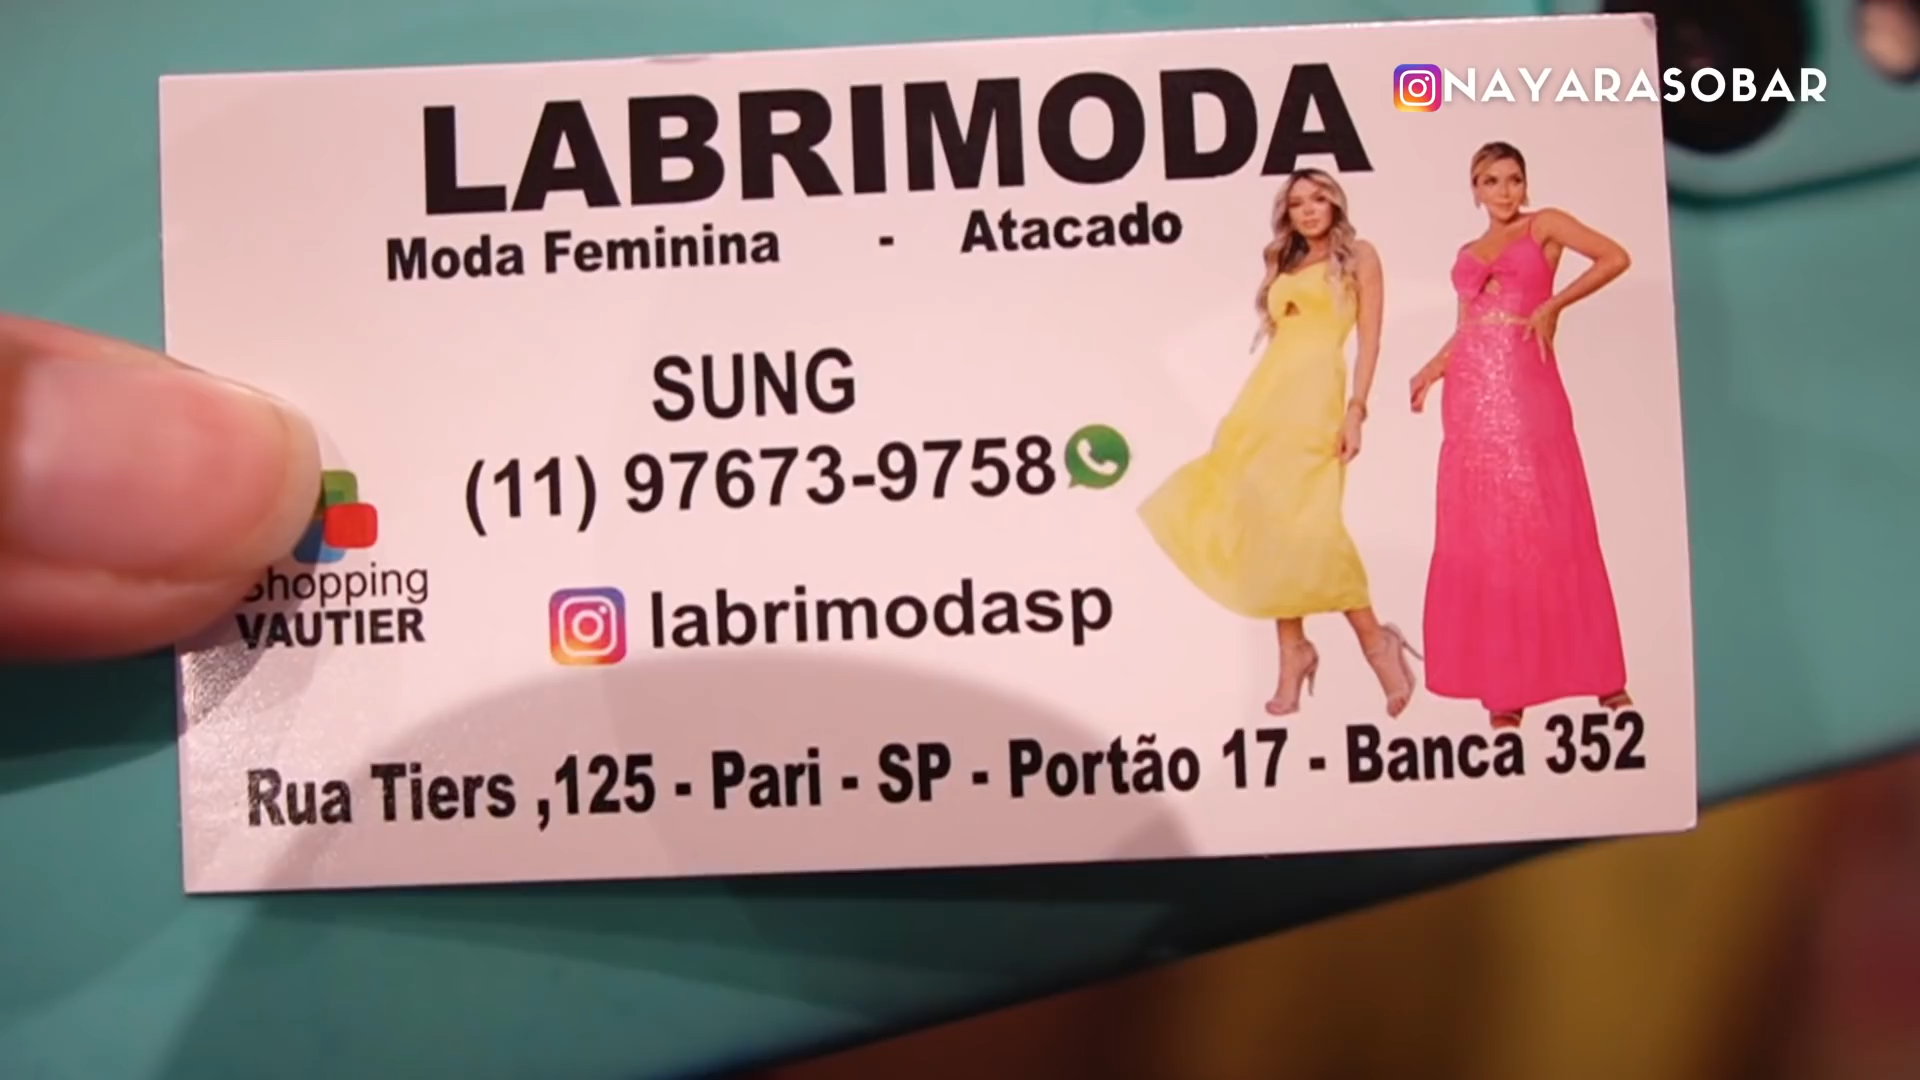 NAYARASOBAR
LABRIMODA
Moda Feminina - Atacado
SUNG
(11) 97673-9758
Shopping
VAUTIER
labrimodasp
Rua Tiers ,125 - Pari - SP - Portão 17 - Banca 352